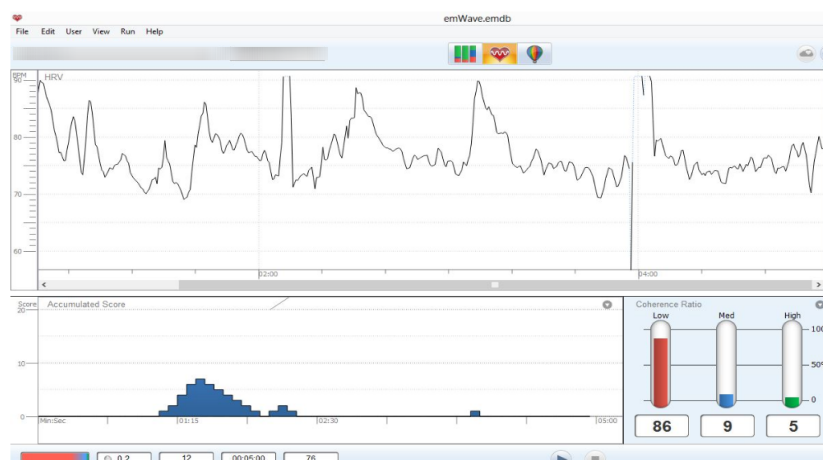 emWave.emdb
File Edit User View Run Help
BPM
HRV
90
80
70
60
02:00 04:00
Score
Accumulated Score
20
10
0
Min:Sec 01:15 02:30 05:00
Coherence Ratio
Low Med High
100
50%
0
86 9 5
0.2 12 00:05:00 76